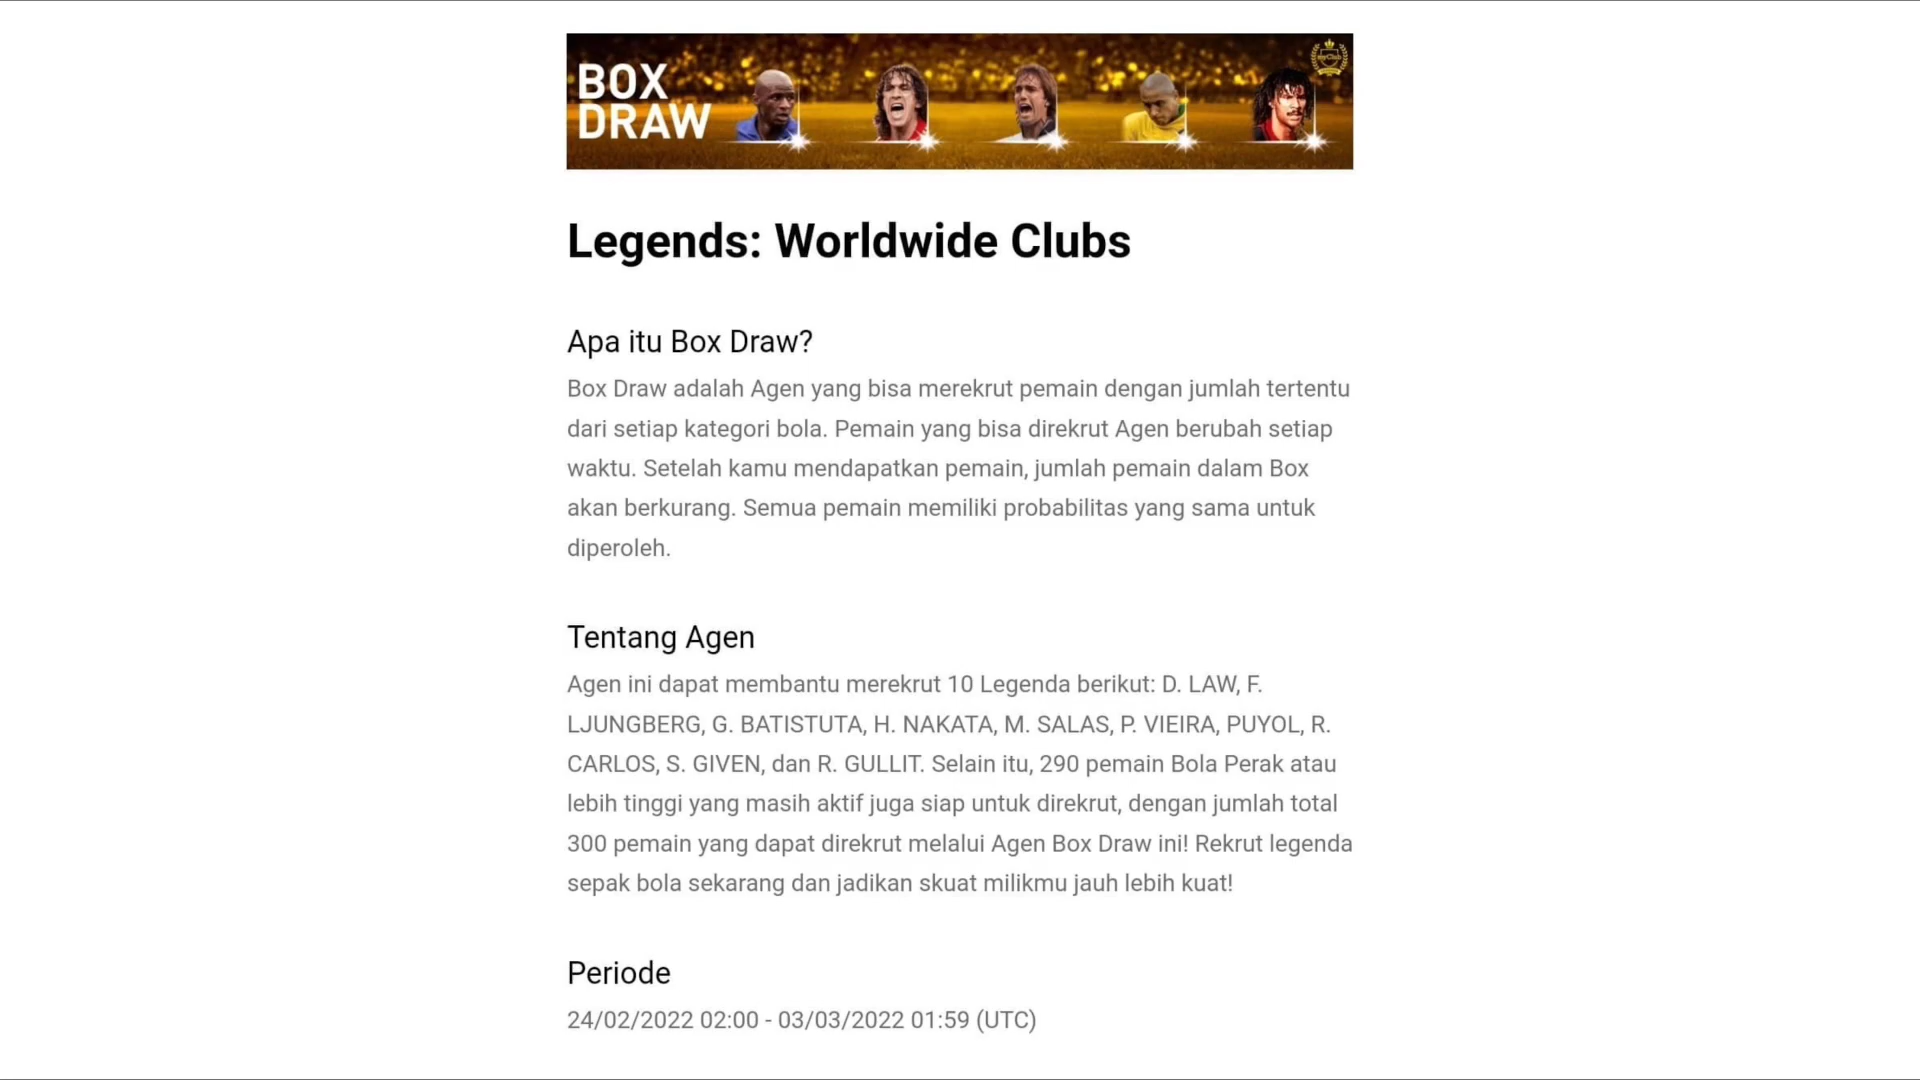 BOX
DRAW
myClub
Legends: Worldwide Clubs
Apa itu Box Draw?
Box Draw adalah Agen yang bisa merekrut pemain dengan jumlah tertentu
dari setiap kategori bola. Pemain yang bisa direkrut Agen berubah setiap
waktu. Setelah kamu mendapatkan pemain, jumlah pemain dalam Box
akan berkurang. Semua pemain memiliki probabilitas yang sama untuk
diperoleh.
Tentang Agen
Agen ini dapat membantu merekrut 10 Legenda berikut: D. LAW, F.
LJUNGBERG, G. BATISTUTA, H. NAKATA, M. SALAS, P. VIEIRA, PUYOL, R.
CARLOS, S. GIVEN, dan R. GULLIT. Selain itu, 290 pemain Bola Perak atau
lebih tinggi yang masih aktif juga siap untuk direkrut, dengan jumlah total
300 pemain yang dapat direkrut melalui Agen Box Draw ini! Rekrut legenda
sepak bola sekarang dan jadikan skuat milikmu jauh lebih kuat!
Periode
24/02/2022 02:00 - 03/03/2022 01:59 (UTC)